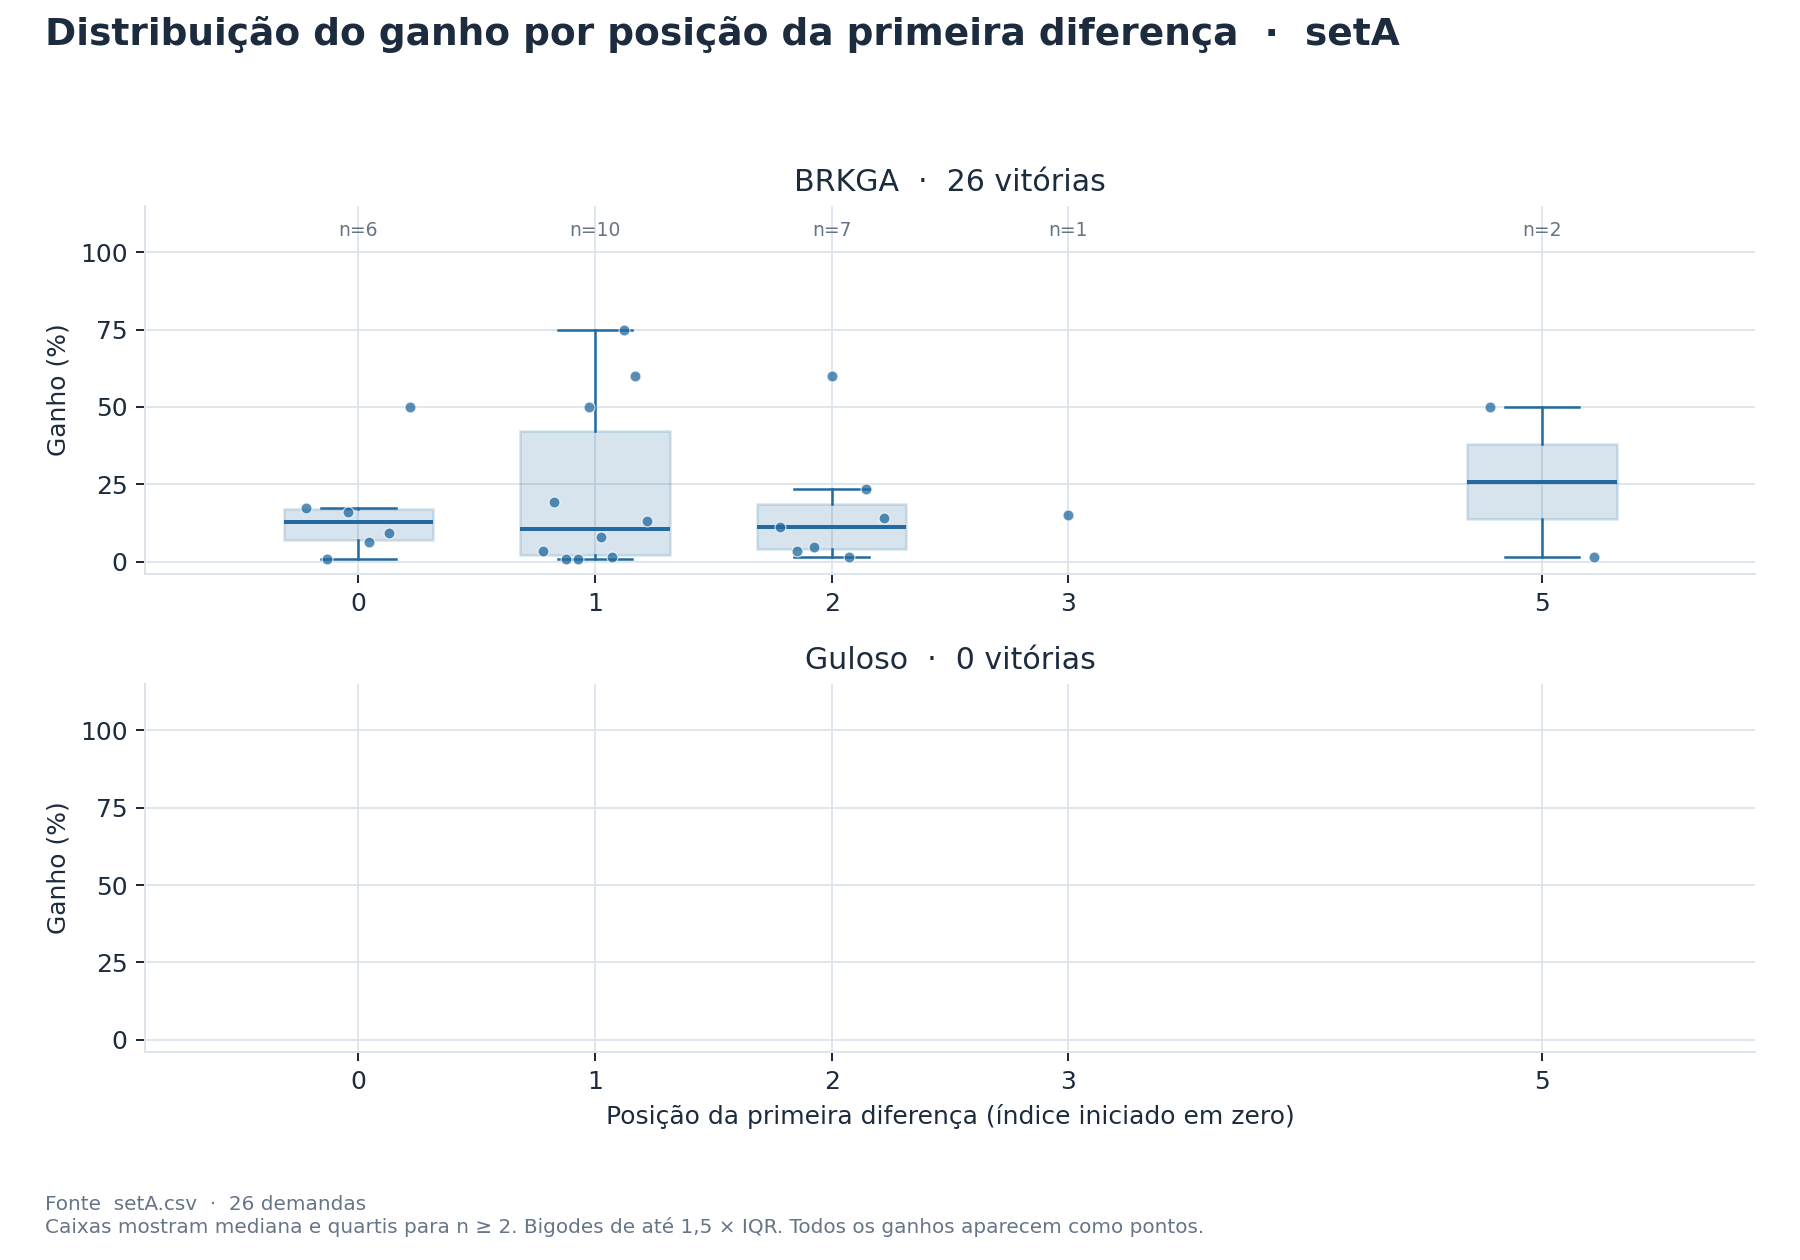 Distribuição do ganho por posição da primeira diferença · setA
BRKGA · 26 vitórias
n=6 n=10 n=7 n=1 n=2
100
75
50
25
0
Ganho (%)
0 1 2 3 5
Guloso · 0 vitórias
100
75
50
25
0
Ganho (%)
0 1 2 3 5
Posição da primeira diferença (índice iniciado em zero)
Fonte setA.csv · 26 demandas
Caixas mostram mediana e quartis para n ≥ 2. Bigodes de até 1,5 × IQR. Todos os ganhos aparecem como pontos.